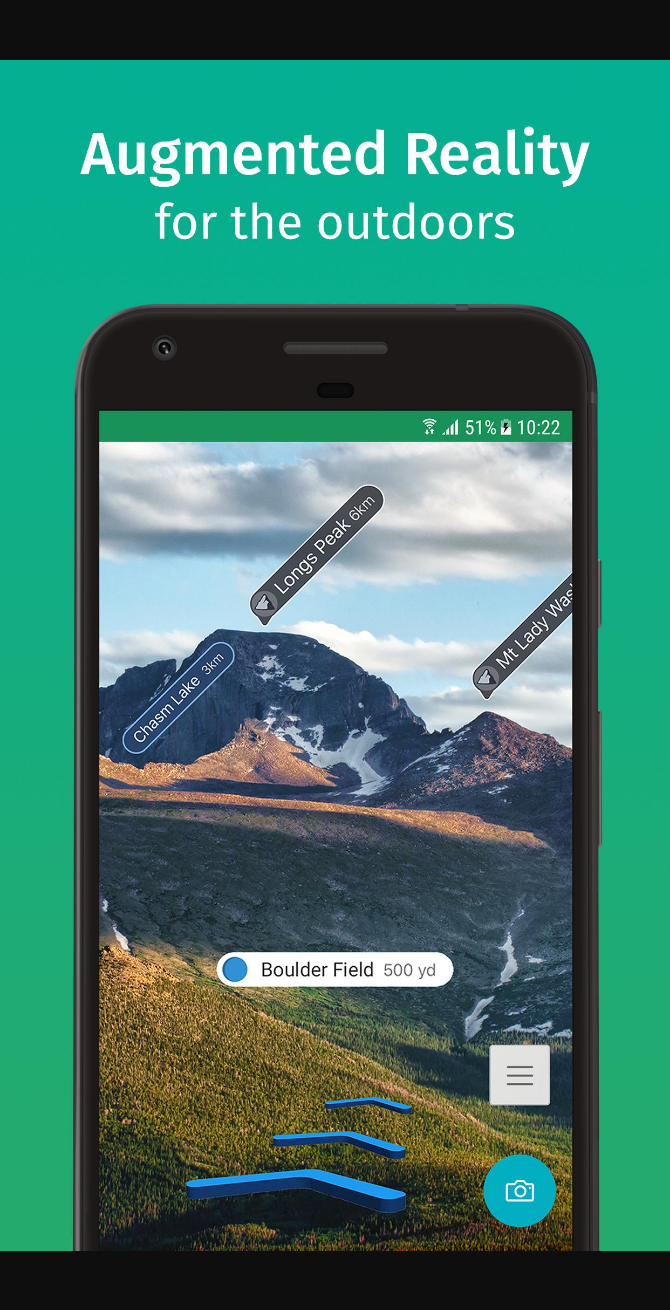 Augmented Reality
for the outdoors
51% 10:22
Longs Peak 6km
Mt Lady Was
Chasm Lake 3km
Boulder Field 500 yd